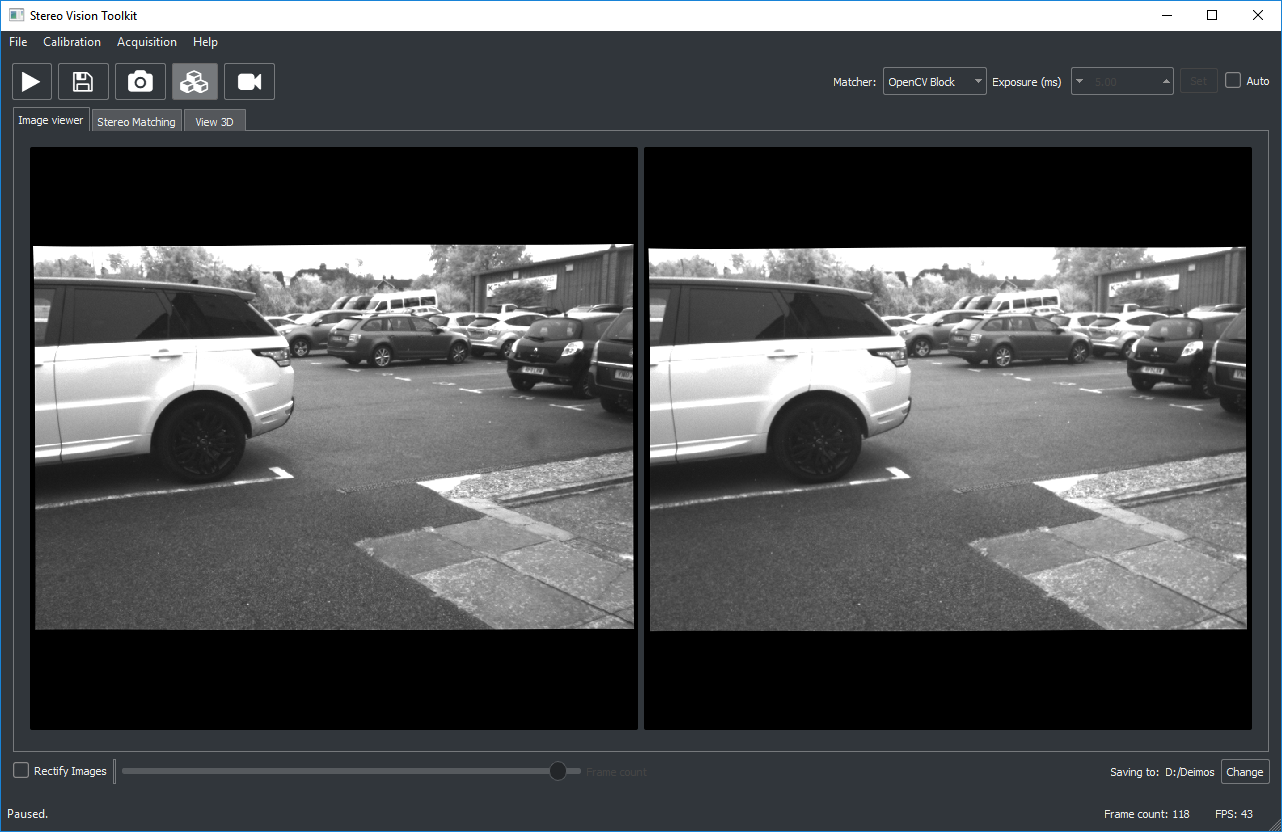 Stereo Vision Toolkit
File Calibration Acquisition Help
Matcher: OpenCV Block Exposure (ms) 5.00 Set Auto
Image viewer Stereo Matching View 3D
Rectify Images Frame count Saving to: D:/Deimos Change
Paused. Frame count: 118 FPS: 43